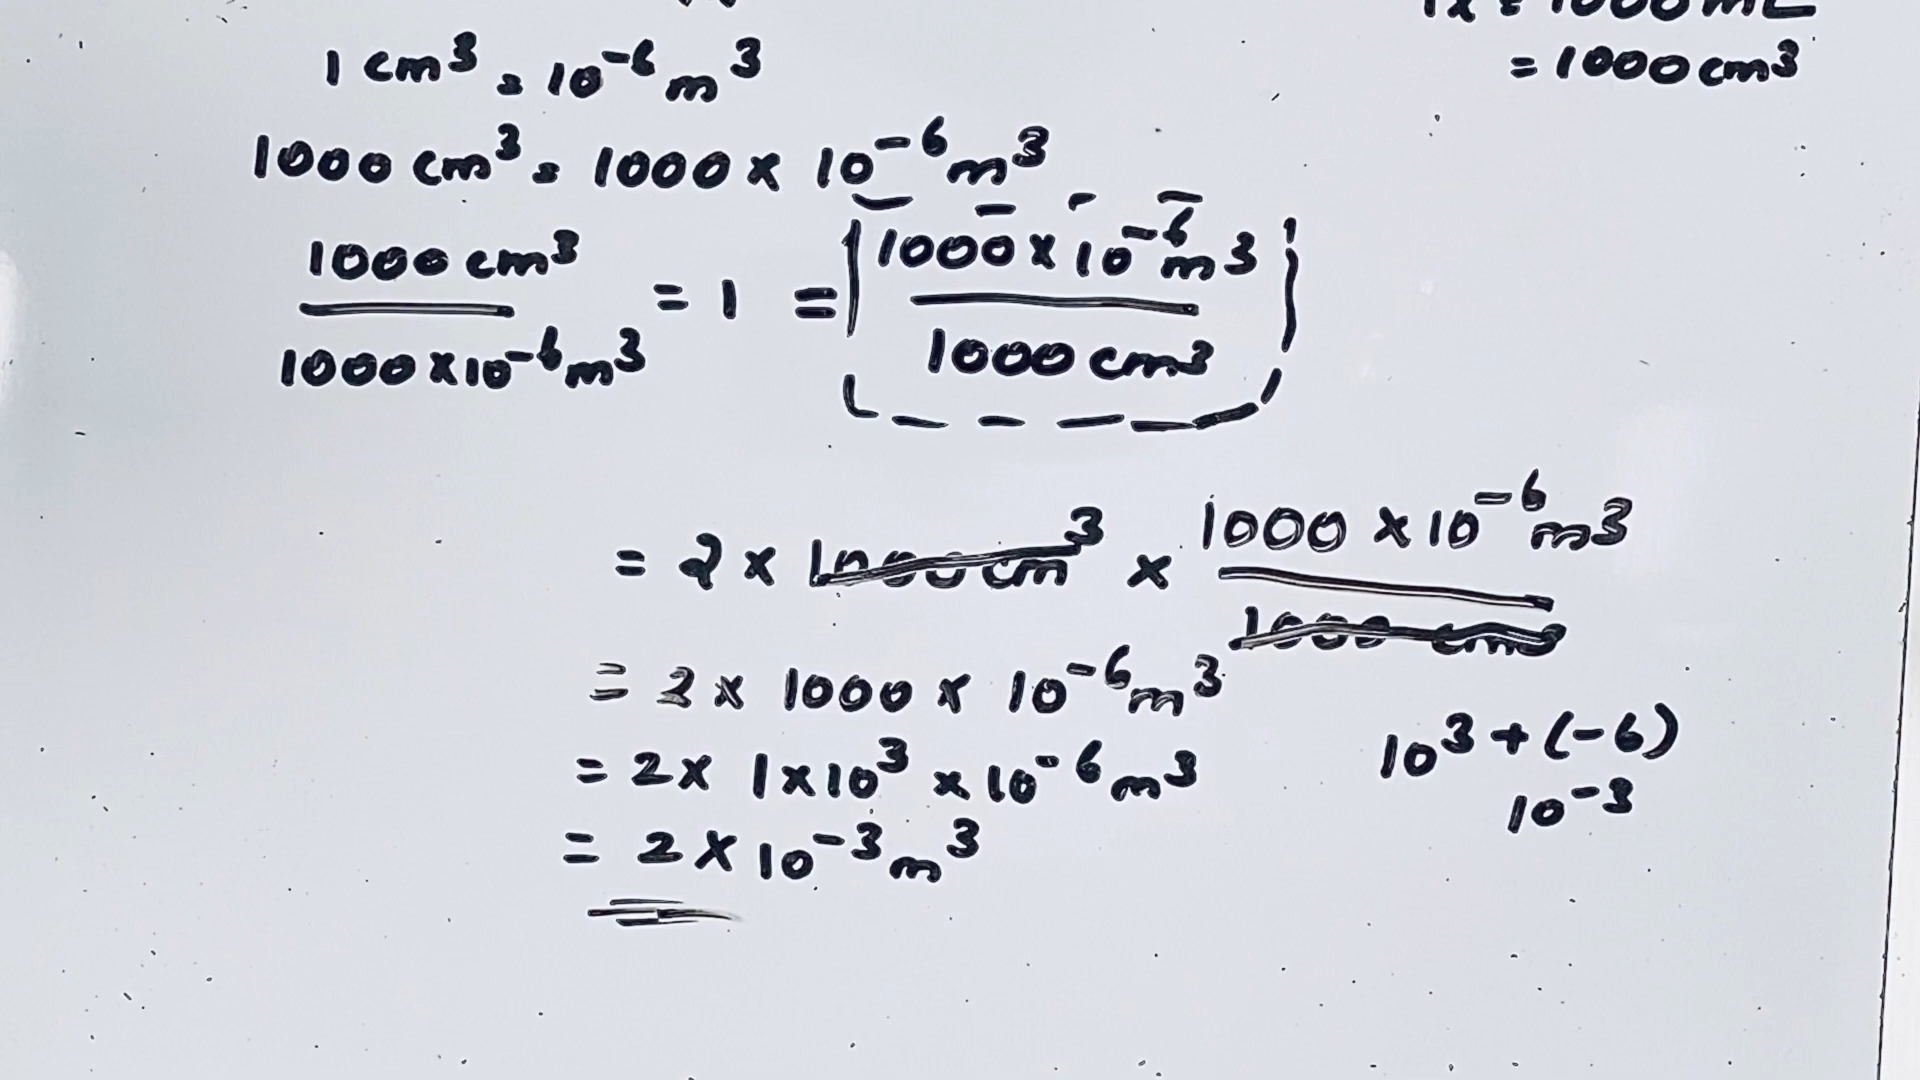 = 1000 mL
= 1000 cm³
1 cm³ = 10⁻⁶ m³
1000 cm³ = 1000 × 10⁻⁶ m³
1000 cm³ / 1000 × 10⁻⁶ m³ = 1 = 1000 × 10⁻⁶ m³ / 1000 cm³
= 2 × 1000 cm³ × 1000 × 10⁻⁶ m³ / 1000 cm³
= 2 × 1000 × 10⁻⁶ m³
= 2 × 1 × 10³ × 10⁻⁶ m³
= 2 × 10⁻³ m³
10³ + (-6)
10⁻³